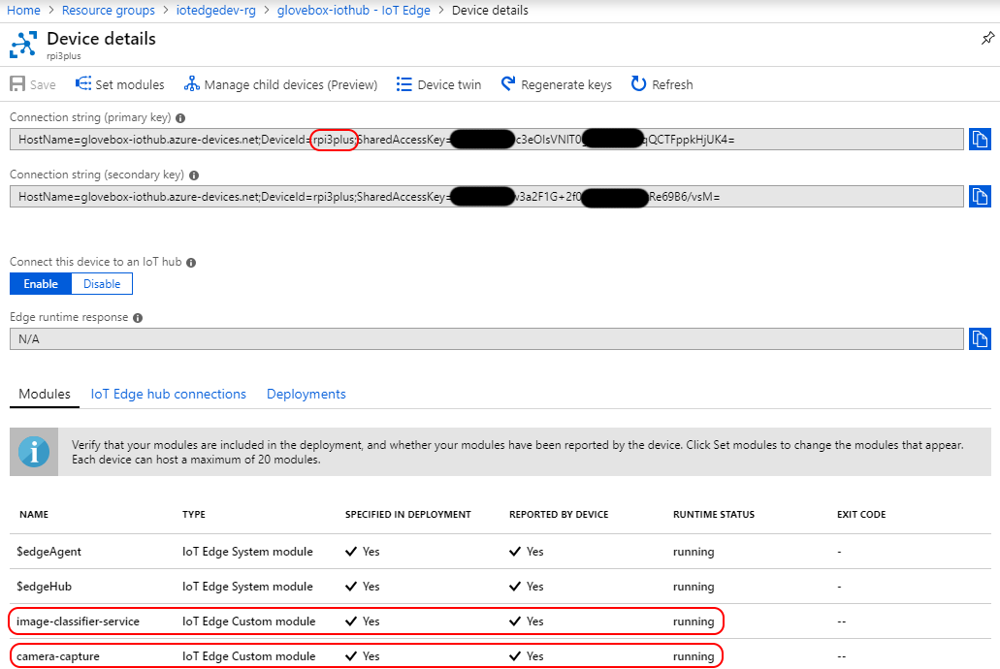 Home > Resource groups > iotedgedev-rg > glovebox-iothub - IoT Edge > Device details
Device details
rpi3plus
Save Set modules Manage child devices (Preview) Device twin Regenerate keys Refresh
Connection string (primary key)
HostName=glovebox-iothub.azure-devices.net;DeviceId=rpi3plus;SharedAccessKey= c3eOIsVNIT0 qQCTFppkHjUK4=
Connection string (secondary key)
HostName=glovebox-iothub.azure-devices.net;DeviceId=rpi3plus;SharedAccessKey= v3a2F1G+2f0 Re69B6/vsM=
Connect this device to an IoT hub
Enable Disable
Edge runtime response
N/A
Modules IoT Edge hub connections Deployments
Verify that your modules are included in the deployment, and whether your modules have been reported by the device. Click Set modules to change the modules that appear.
Each device can host a maximum of 20 modules.
NAME TYPE SPECIFIED IN DEPLOYMENT REPORTED BY DEVICE RUNTIME STATUS EXIT CODE
$edgeAgent IoT Edge System module ✓ Yes ✓ Yes running -
$edgeHub IoT Edge System module ✓ Yes ✓ Yes running -
image-classifier-service IoT Edge Custom module ✓ Yes ✓ Yes running --
camera-capture IoT Edge Custom module ✓ Yes ✓ Yes running --